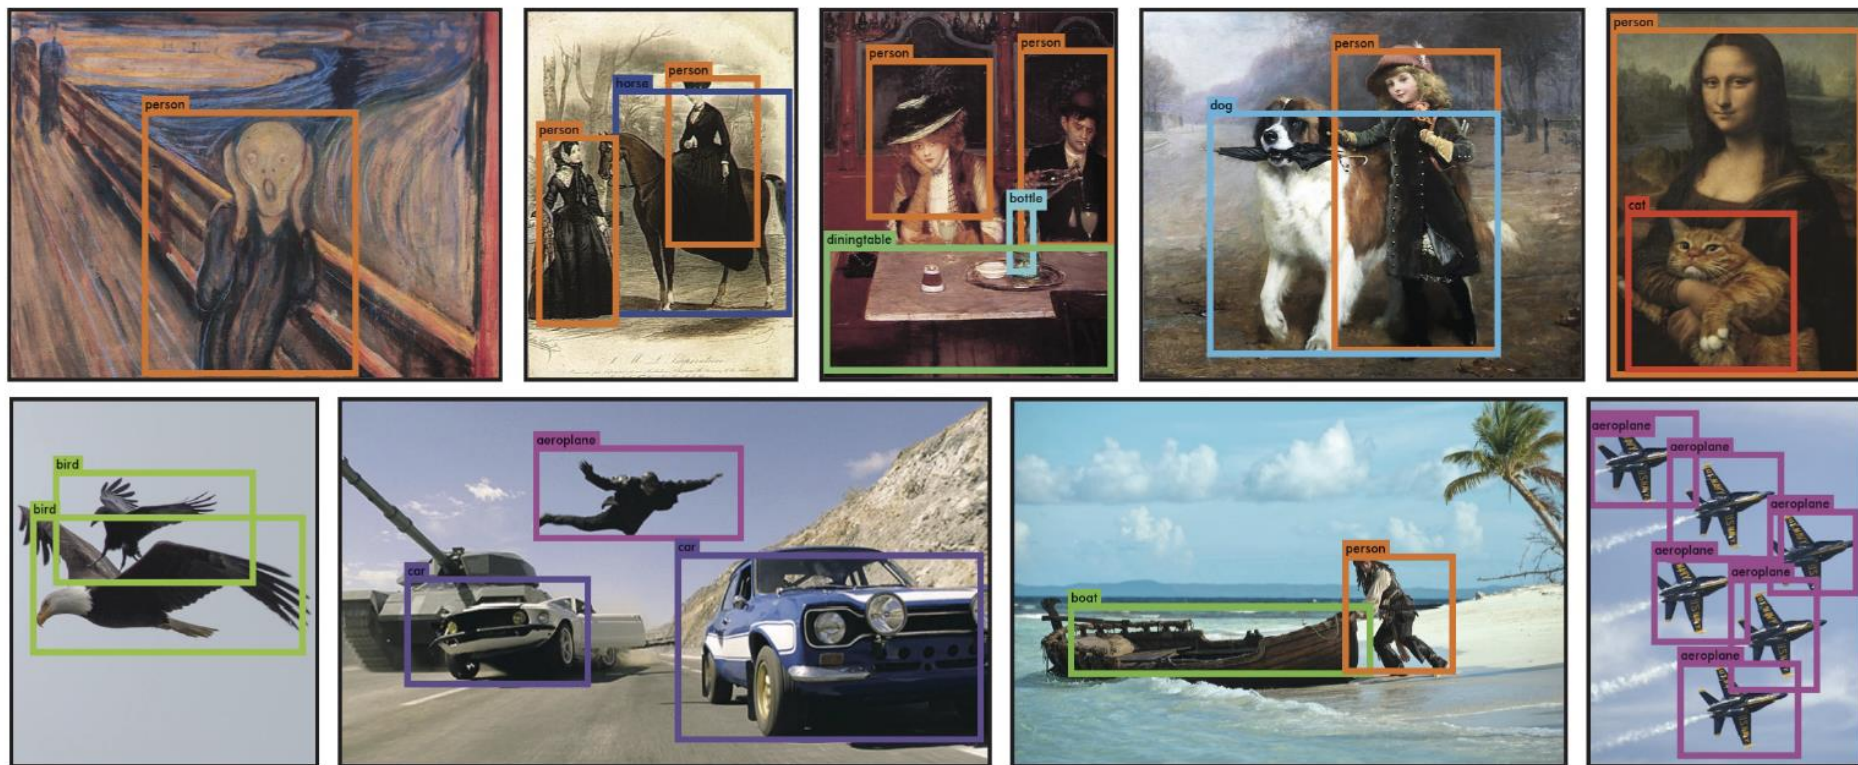 person
person
horse
person
person
person
bottle
diningtable
person
dog
person
cat
bird
bird
aeroplane
car
car
person
boat
aeroplane
aeroplane
aeroplane
aeroplane
aeroplane
aeroplane